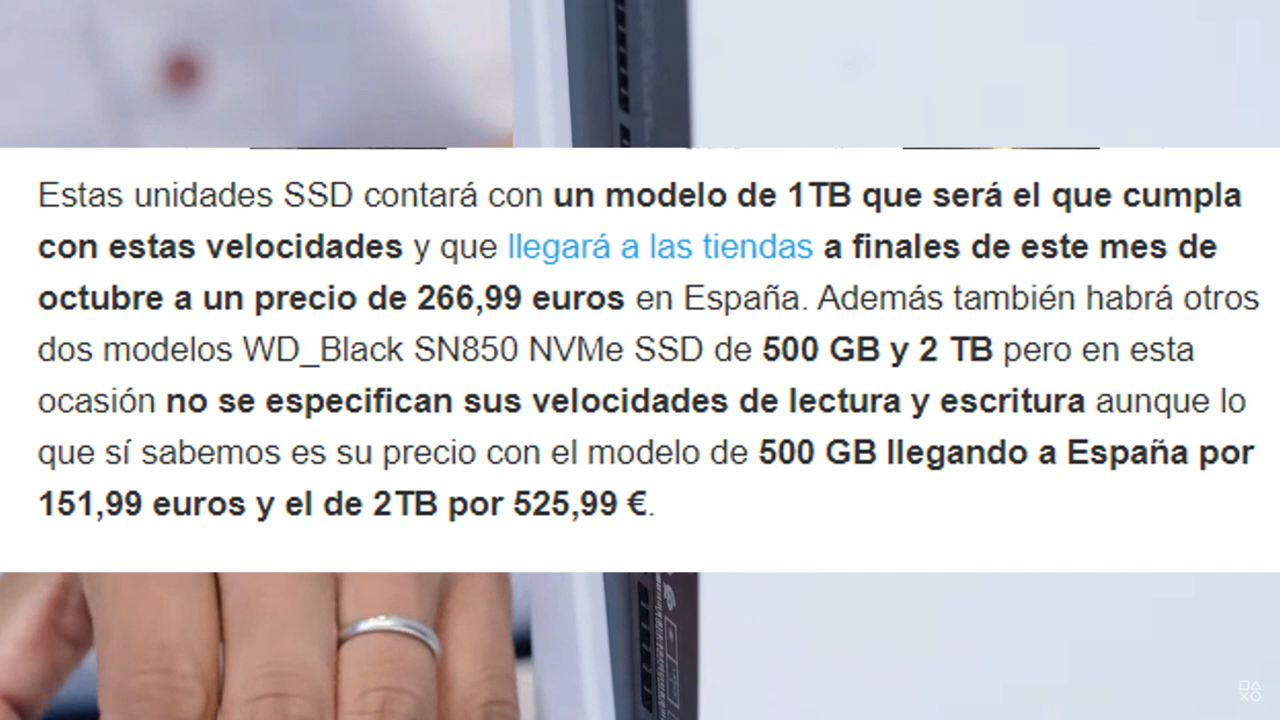 Estas unidades SSD contará con un modelo de 1TB que será el que cumpla
con estas velocidades y que llegará a las tiendas a finales de este mes de
octubre a un precio de 266,99 euros en España. Además también habrá otros
dos modelos WD_Black SN850 NVMe SSD de 500 GB y 2 TB pero en esta
ocasión no se especifican sus velocidades de lectura y escritura aunque lo
que sí sabemos es su precio con el modelo de 500 GB llegando a España por
151,99 euros y el de 2TB por 525,99 €.